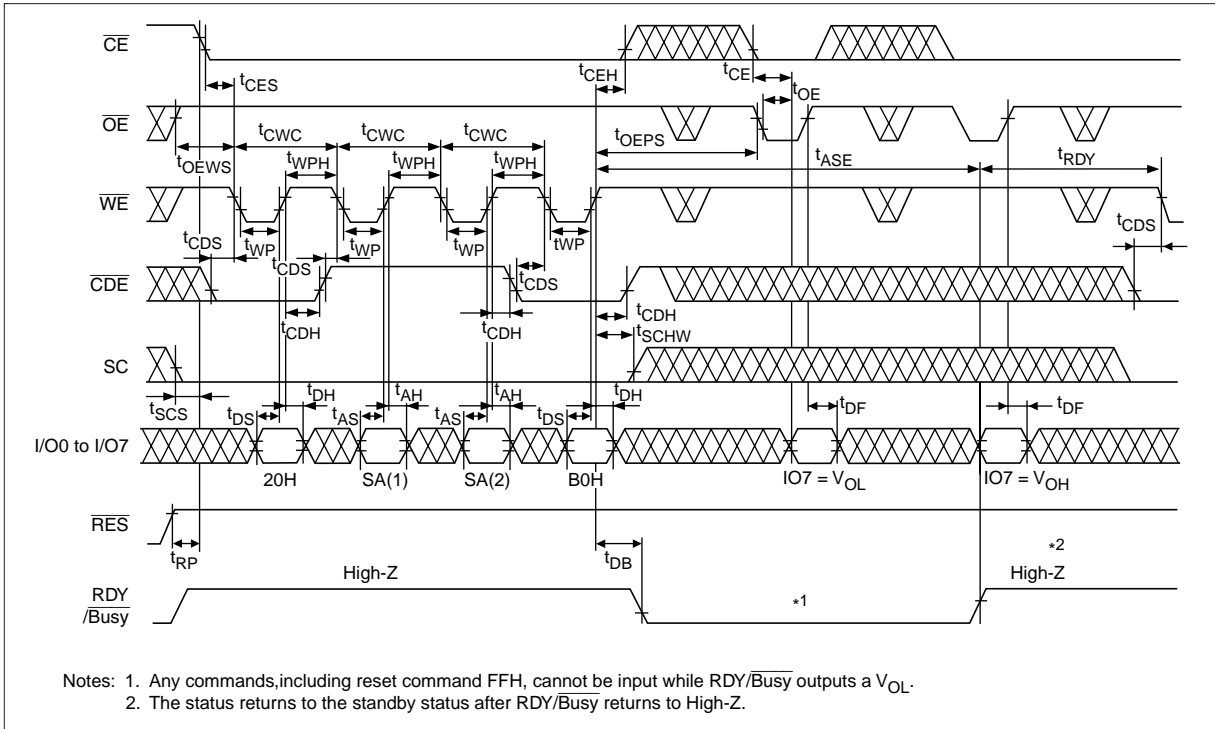 CE
tCES
tCEH
tCE
tOE
OE
tOEWS
tCWC
tCWC
tCWC
tWPH
tWPH
tWPH
tOEPS
tASE
tRDY
WE
tCDS
tWP
tCDS
tWP
tWP
tCDS
tWP
tCDS
CDE
tCDH
tCDH
tCDH
tSCHW
SC
tSCS
tDS
tDH
tAS
tAH
tAS
tAH
tDS
tDH
tDF
tDF
I/O0 to I/O7
20H
SA(1)
SA(2)
B0H
IO7 = VOL
IO7 = VOH
RES
tRP
tDB
*2
High-Z
High-Z
RDY
/Busy
*1
Notes: 1. Any commands,including reset command FFH, cannot be input while RDY/Busy outputs a VOL.
2. The status returns to the standby status after RDY/Busy returns to High-Z.